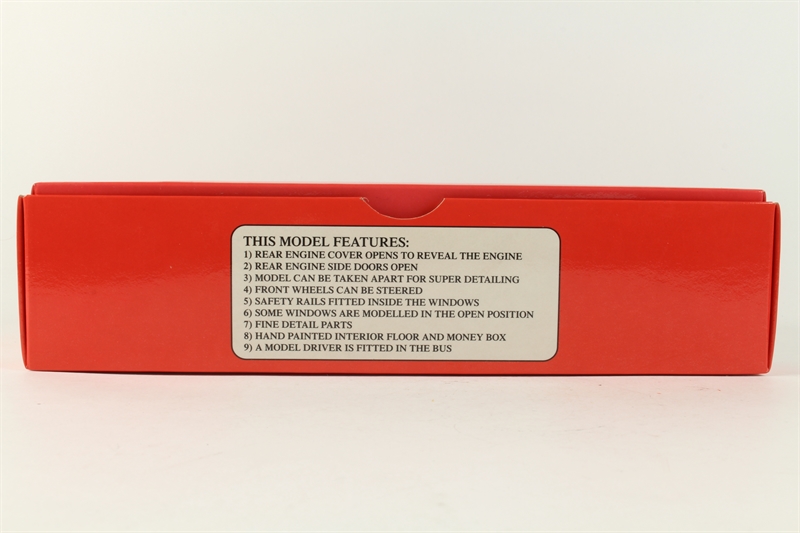 THIS MODEL FEATURES:
1) REAR ENGINE COVER OPENS TO REVEAL THE ENGINE
2) REAR ENGINE SIDE DOORS OPEN
3) MODEL CAN BE TAKEN APART FOR SUPER DETAILING
4) FRONT WHEELS CAN BE STEERED
5) SAFETY RAILS FITTED INSIDE THE WINDOWS
6) SOME WINDOWS ARE MODELLED IN THE OPEN POSITION
7) FINE DETAIL PARTS
8) HAND PAINTED INTERIOR FLOOR AND MONEY BOX
9) A MODEL DRIVER IS FITTED IN THE BUS